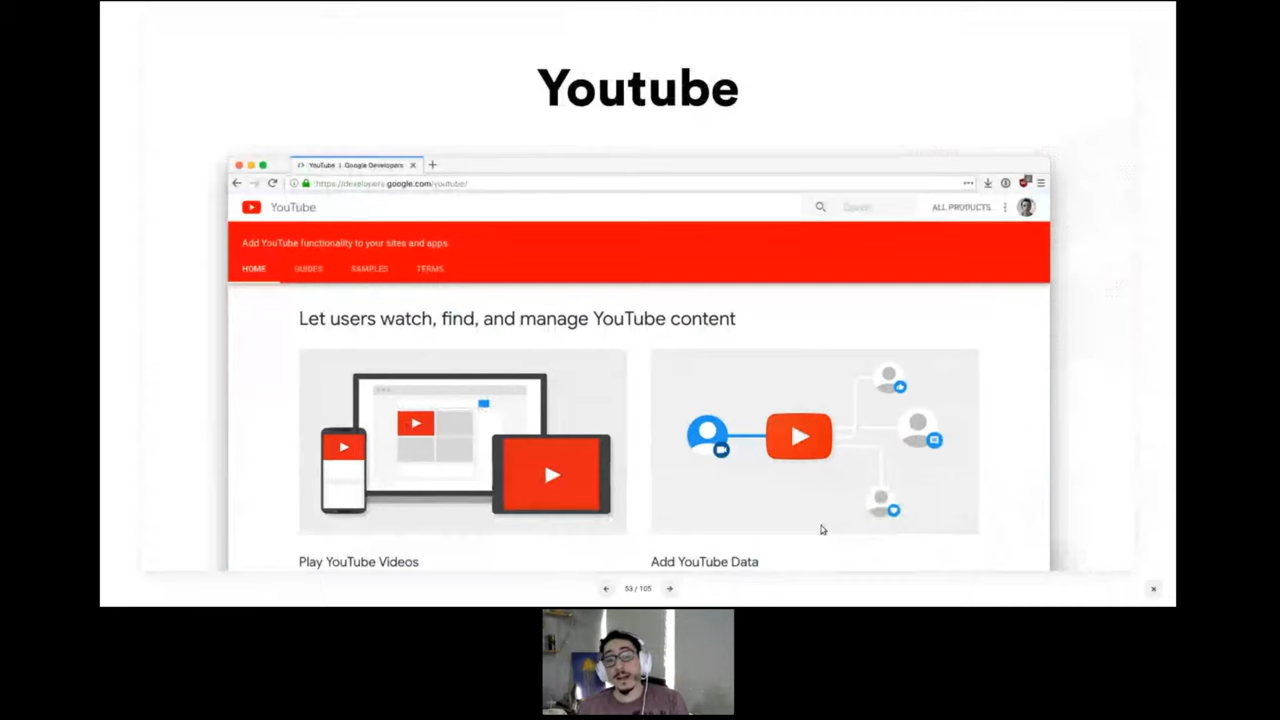 Youtube
YouTube | Google Developers
https://developers.google.com/youtube/
YouTube
Search
ALL PRODUCTS
Add YouTube functionality to your sites and apps
HOME GUIDES SAMPLES TERMS
Let users watch, find, and manage YouTube content
Play YouTube Videos
Add YouTube Data
53 / 105